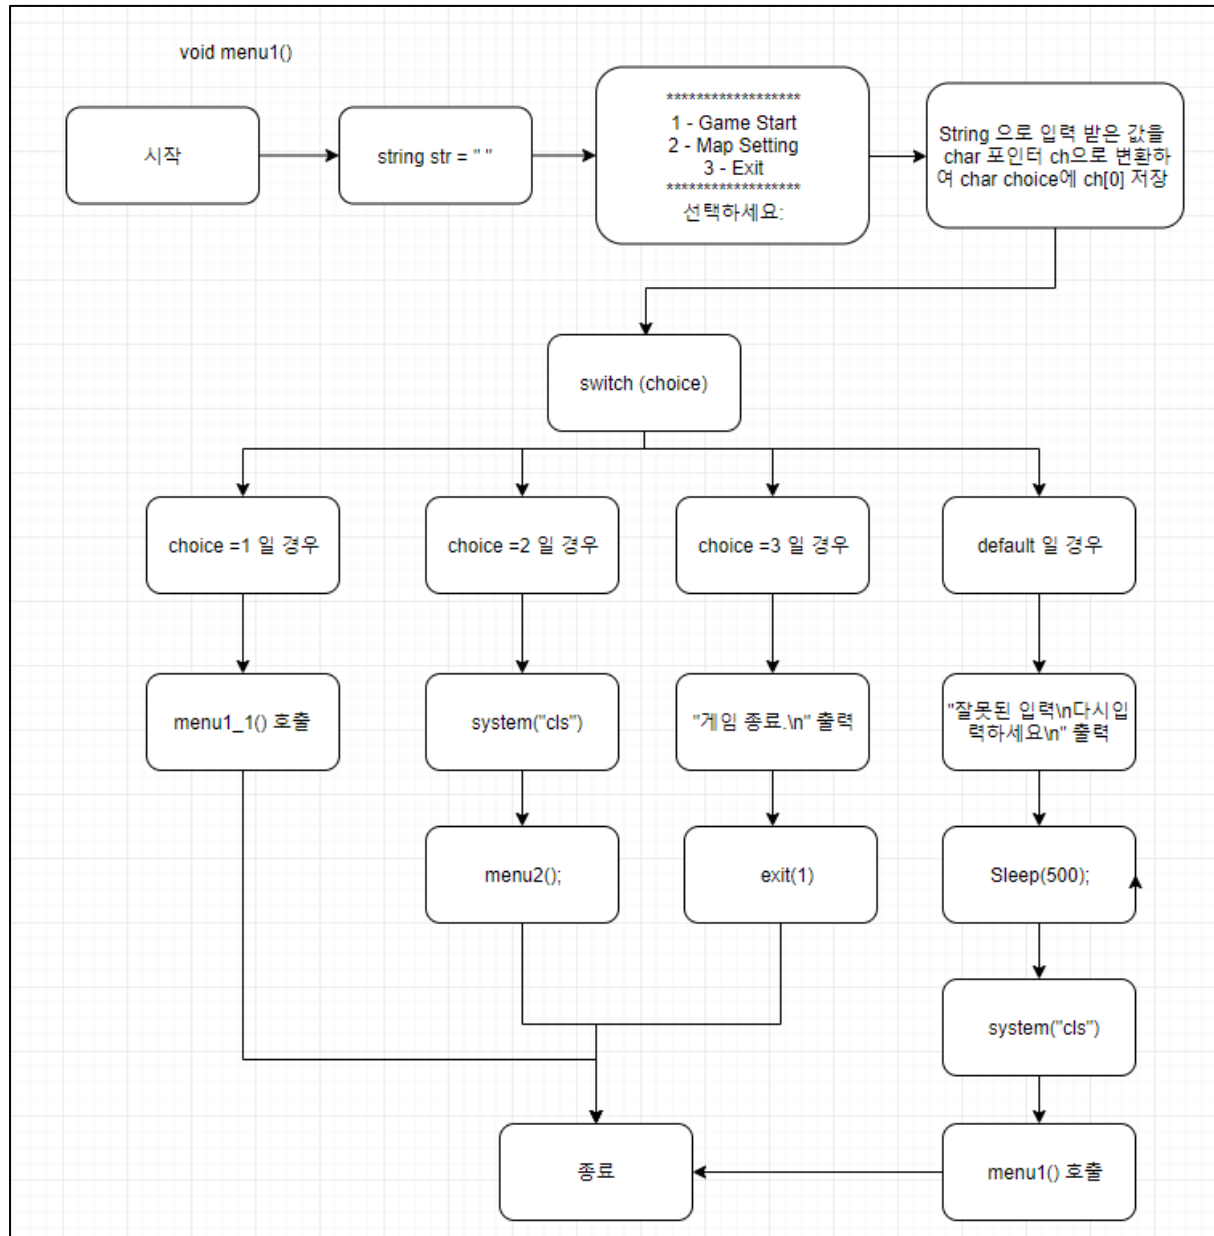 void menu1()
시작
string str = " "
******************
1 - Game Start
2 - Map Setting
3 - Exit
******************
선택하세요:
String 으로 입력 받은 값을
char 포인터 ch으로 변환하
여 char choice에 ch[0] 저장
switch (choice)
choice =1 일 경우
choice =2 일 경우
choice =3 일 경우
default 일 경우
menu1_1() 호출
system("cls")
"게임 종료.\n" 출력
"잘못된 입력\n다시입
력하세요\n" 출력
menu2();
exit(1)
Sleep(500);
system("cls")
종료
menu1() 호출